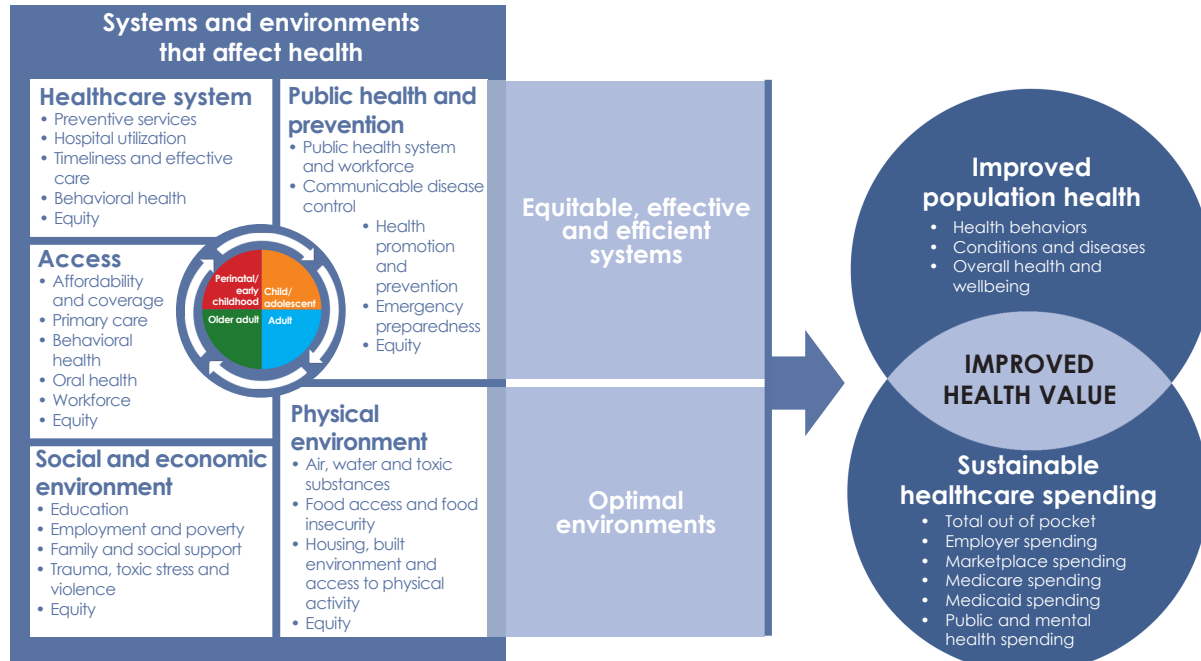 Systems and environments
that affect health
Healthcare system
• Preventive services
• Hospital utilization
• Timeliness and effective
care
• Behavioral health
• Equity
Access
• Affordability
and coverage
• Primary care
• Behavioral
health
• Oral health
• Workforce
• Equity
Social and economic
environment
• Education
• Employment and poverty
• Family and social support
• Trauma, toxic stress and
violence
• Equity
Public health and
prevention
• Public health system
and workforce
• Communicable disease
control
• Health
promotion
and
prevention
• Emergency
preparedness
• Equity
Perinatal/
early
childhood
Child/
adolescent
Older adult
Adult
Physical
environment
• Air, water and toxic
substances
• Food access and food
insecurity
• Housing, built
environment and
access to physical
activity
• Equity
Equitable, effective
and efficient
systems
Optimal
environments
Improved
population health
• Health behaviors
• Conditions and diseases
• Overall health and
wellbeing
IMPROVED
HEALTH VALUE
Sustainable
healthcare spending
• Total out of pocket
• Employer spending
• Marketplace spending
• Medicare spending
• Medicaid spending
• Public and mental
health spending